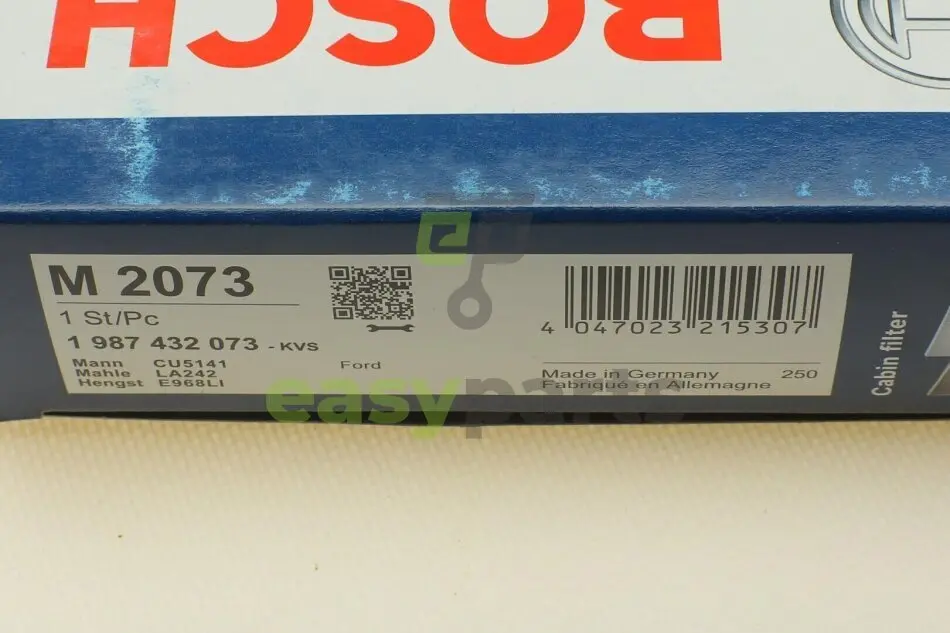 BOSCH
M 2073
1 St/Pc
1 987 432 073 - KVS
Mann CU5141
Mahle LA242
Hengst E968LI
Ford
4 047023 215307
Made in Germany 250
Fabriqué en Allemagne
Cabin filter
easyparts